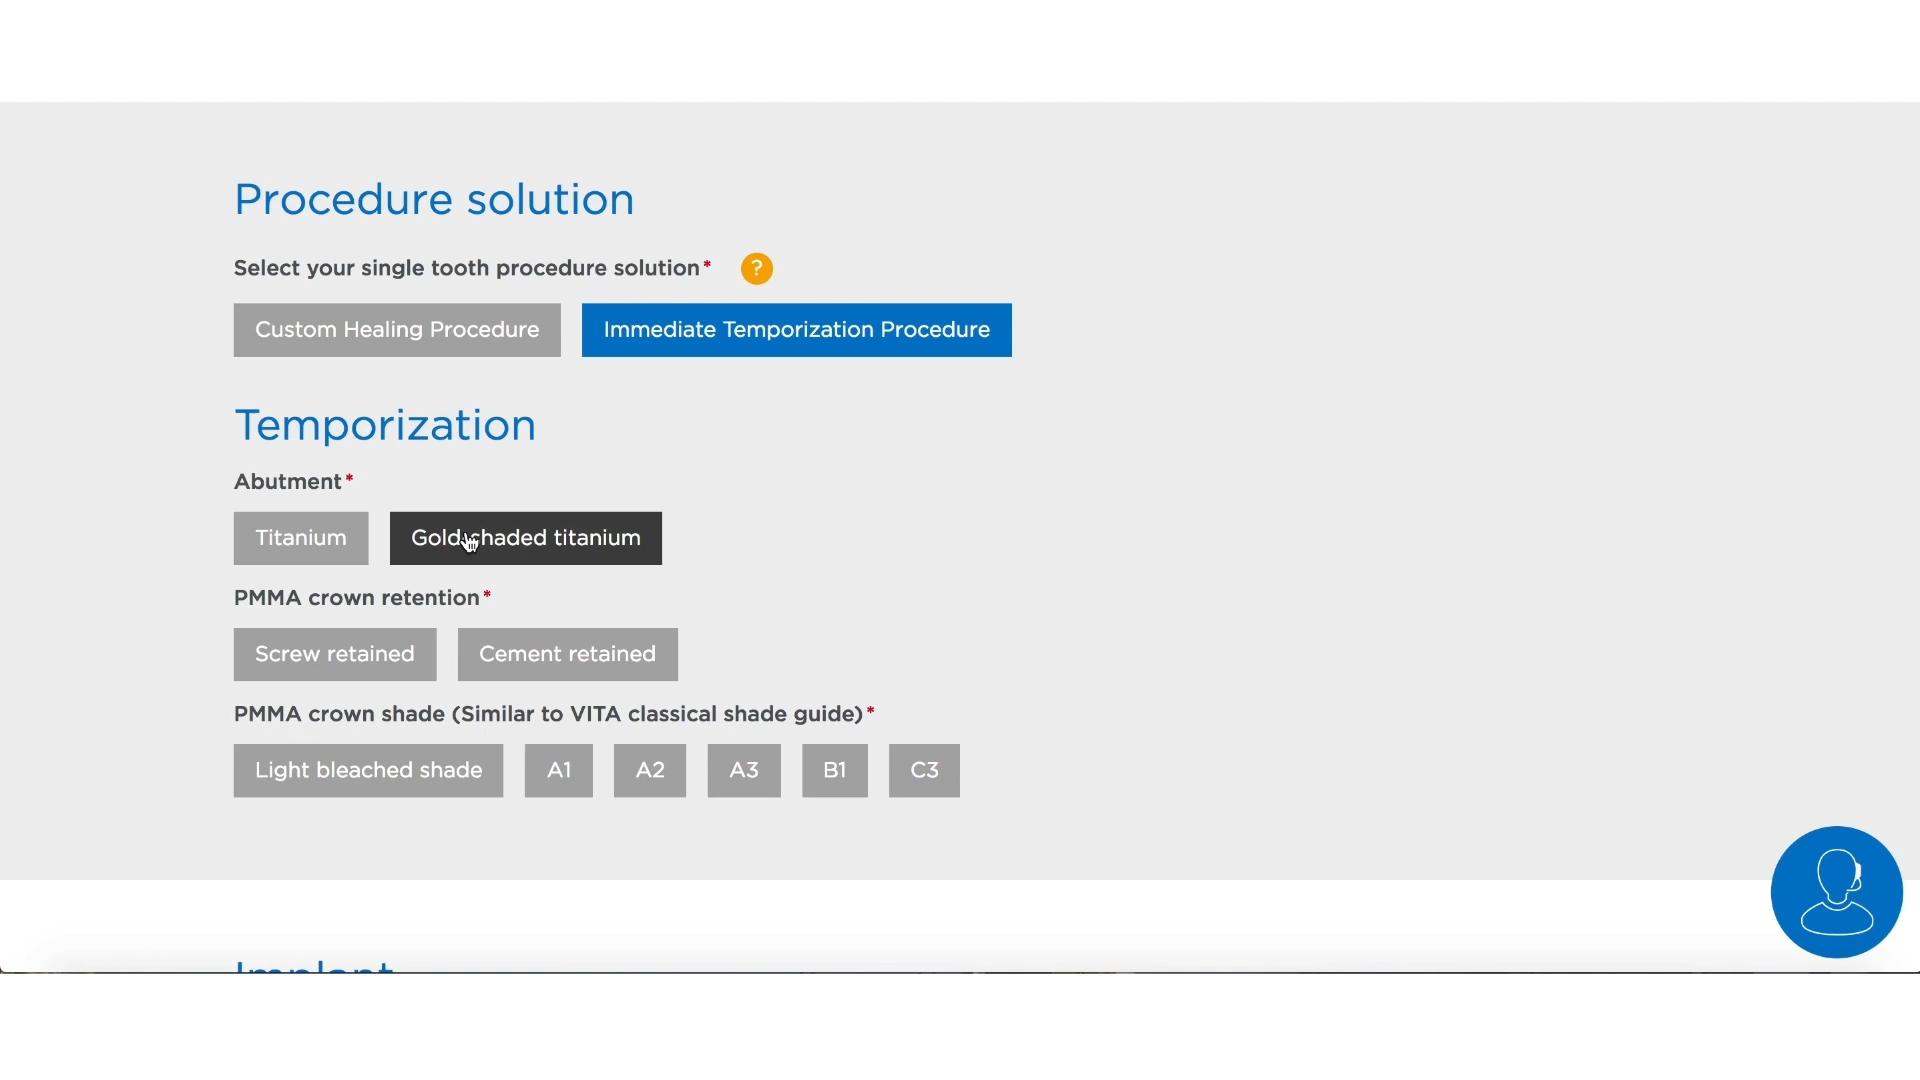 Procedure solution
Select your single tooth procedure solution* ?
Custom Healing Procedure Immediate Temporization Procedure
Temporization
Abutment*
Titanium Gold shaded titanium
PMMA crown retention*
Screw retained Cement retained
PMMA crown shade (Similar to VITA classical shade guide)*
Light bleached shade A1 A2 A3 B1 C3
Implant